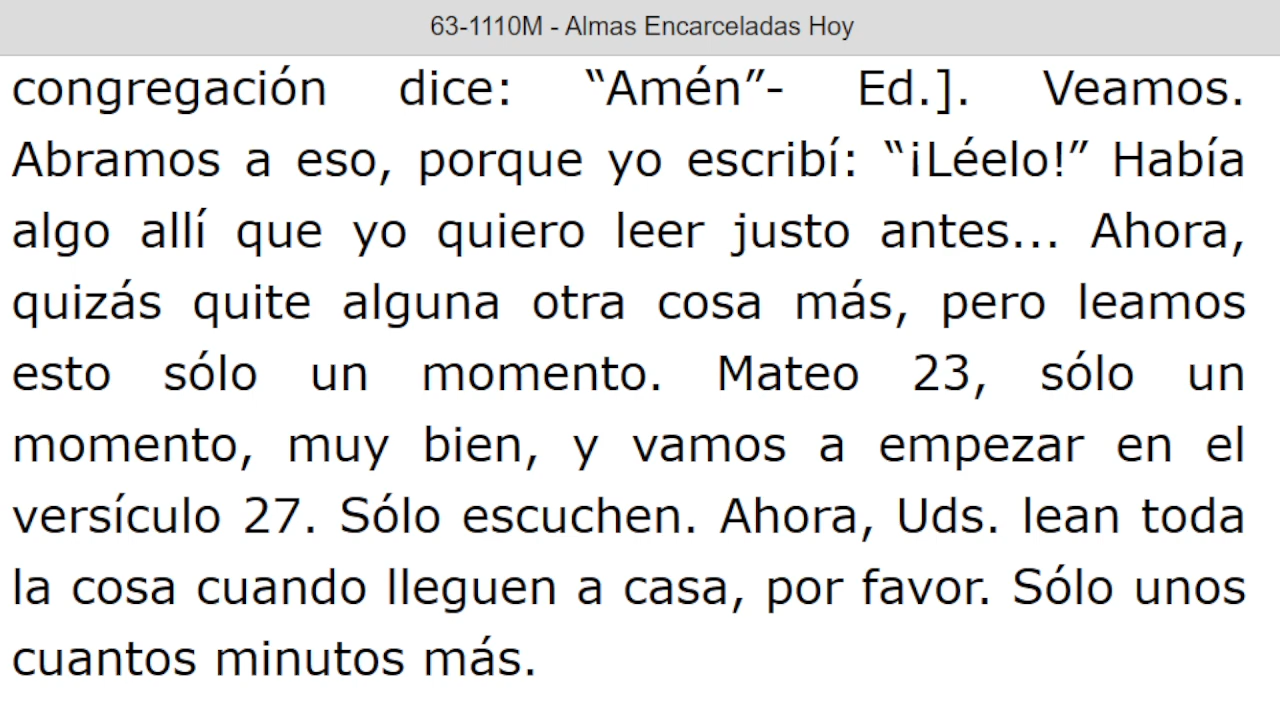 63-1110M - Almas Encarceladas Hoy
congregación dice: “Amén”- Ed.]. Veamos.
Abramos a eso, porque yo escribí: “¡Léelo!” Había
algo allí que yo quiero leer justo antes... Ahora,
quizás quite alguna otra cosa más, pero leamos
esto sólo un momento. Mateo 23, sólo un
momento, muy bien, y vamos a empezar en el
versículo 27. Sólo escuchen. Ahora, Uds. lean toda
la cosa cuando lleguen a casa, por favor. Sólo unos
cuantos minutos más.